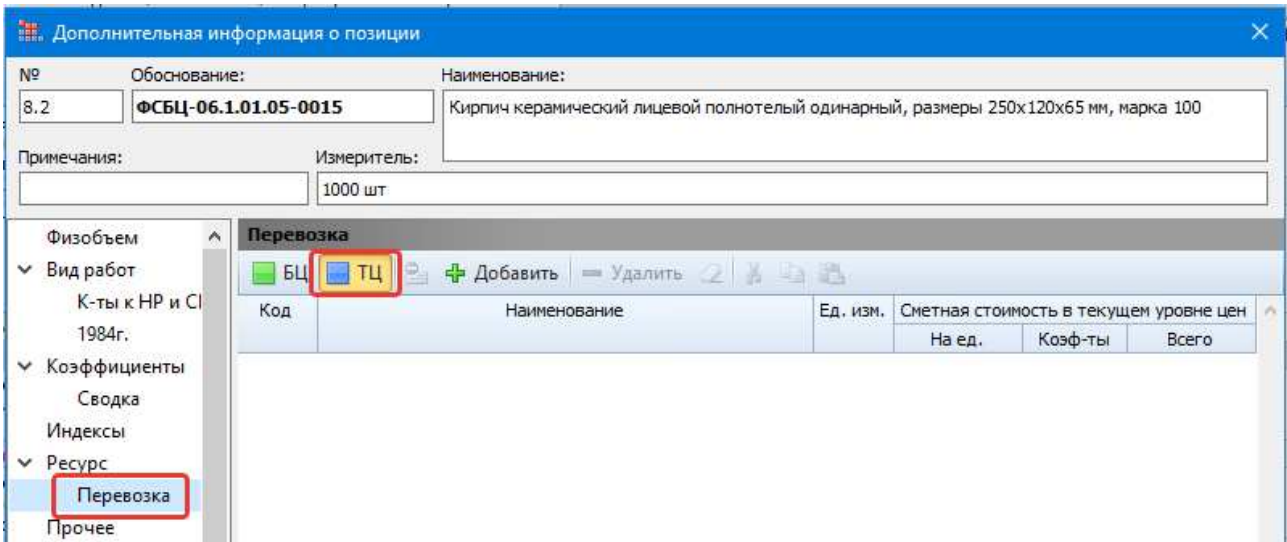 Дополнительная информация о позиции
№ Обоснование: Наименование:
8.2 ФСБЦ-06.1.01.05-0015 Кирпич керамический лицевой полнотелый одинарный, размеры 250х120х65 мм, марка 100
Примечания: Измеритель:
1000 шт
Физобъем
Вид работ
К-ты к НР и СІ
1984г.
Коэффициенты
Сводка
Индексы
Ресурс
Перевозка
Прочее
Перевозка
БЦ ТЦ Добавить Удалить
Код Наименование Ед. изм. Сметная стоимость в текущем уровне цен
На ед. Коэф-ты Всего